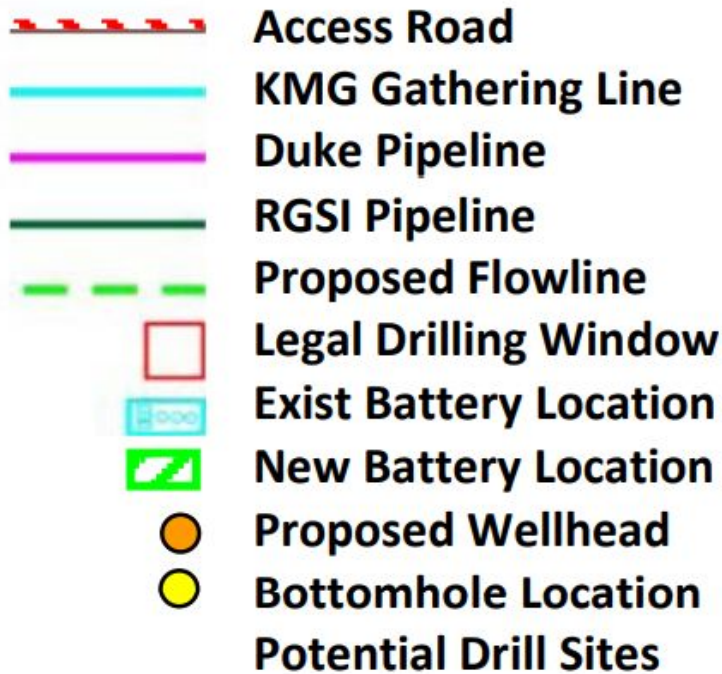 Access Road
KMG Gathering Line
Duke Pipeline
RGSI Pipeline
Proposed Flowline
Legal Drilling Window
Exist Battery Location
New Battery Location
Proposed Wellhead
Bottomhole Location
Potential Drill Sites